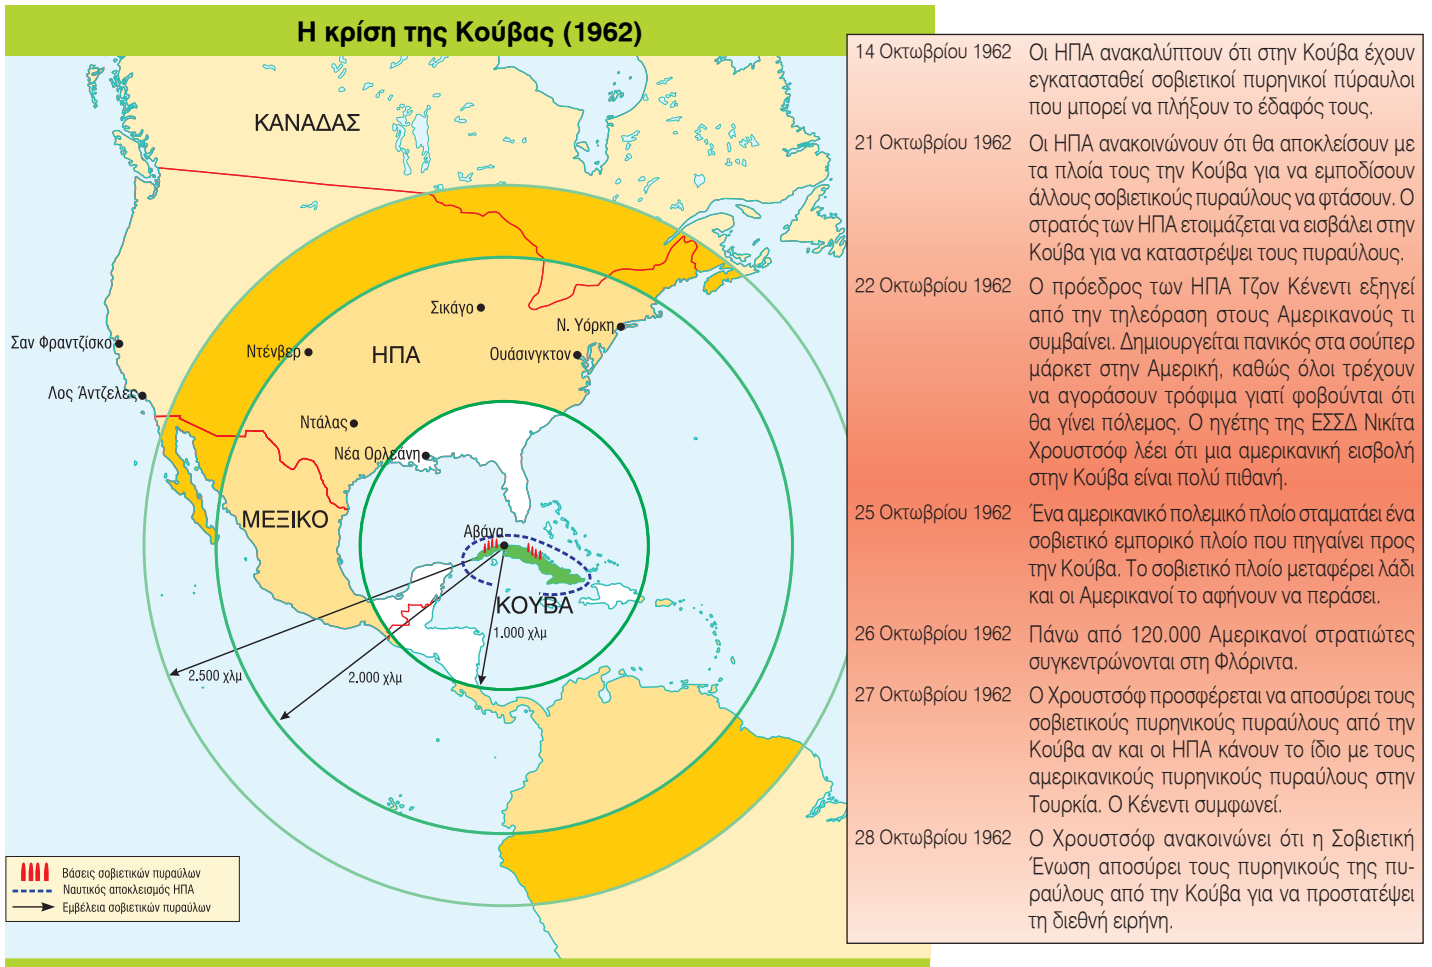 Η κρίση της Κούβας (1962)
ΚΑΝΑΔΑΣ
Σικάγο
Ν. Υόρκη
Σαν Φραντζίσκο
Ντένβερ
ΗΠΑ
Ουάσινγκτον
Λος Άντζελες
Ντάλας
Νέα Ορλεάνη
ΜΕΞΙΚΟ
Αβάνα
ΚΟΥΒΑ
1.000 χλμ
2.500 χλμ
2.000 χλμ
Βάσεις σοβιετικών πυραύλων
Ναυτικός αποκλεισμός ΗΠΑ
Εμβέλεια σοβιετικών πυραύλων
14 Οκτωβρίου 1962 Οι ΗΠΑ ανακαλύπτουν ότι στην Κούβα έχουν
εγκατασταθεί σοβιετικοί πυρηνικοί πύραυλοι
που μπορεί να πλήξουν το έδαφός τους.
21 Οκτωβρίου 1962 Οι ΗΠΑ ανακοινώνουν ότι θα αποκλείσουν με
τα πλοία τους την Κούβα για να εμποδίσουν
άλλους σοβιετικούς πυραύλους να φτάσουν. Ο
στρατός των ΗΠΑ ετοιμάζεται να εισβάλει στην
Κούβα για να καταστρέψει τους πυραύλους.
22 Οκτωβρίου 1962 Ο πρόεδρος των ΗΠΑ Τζον Κένεντι εξηγεί
από την τηλεόραση στους Αμερικανούς τι
συμβαίνει. Δημιουργείται πανικός στα σούπερ
μάρκετ στην Αμερική, καθώς όλοι τρέχουν
να αγοράσουν τρόφιμα γιατί φοβούνται ότι
θα γίνει πόλεμος. Ο ηγέτης της ΕΣΣΔ Νικίτα
Χρουστσόφ λέει ότι μια αμερικανική εισβολή
στην Κούβα είναι πολύ πιθανή.
25 Οκτωβρίου 1962 Ένα αμερικανικό πολεμικό πλοίο σταματάει ένα
σοβιετικό εμπορικό πλοίο που πηγαίνει προς
την Κούβα. Το σοβιετικό πλοίο μεταφέρει λάδι
και οι Αμερικανοί το αφήνουν να περάσει.
26 Οκτωβρίου 1962 Πάνω από 120.000 Αμερικανοί στρατιώτες
συγκεντρώνονται στη Φλόριντα.
27 Οκτωβρίου 1962 Ο Χρουστσόφ προσφέρεται να αποσύρει τους
σοβιετικούς πυρηνικούς πυραύλους από την
Κούβα αν και οι ΗΠΑ κάνουν το ίδιο με τους
αμερικανικούς πυρηνικούς πυραύλους στην
Τουρκία. Ο Κένεντι συμφωνεί.
28 Οκτωβρίου 1962 Ο Χρουστσόφ ανακοινώνει ότι η Σοβιετική
Ένωση αποσύρει τους πυρηνικούς της πυ-
ραύλους από την Κούβα για να προστατέψει
τη διεθνή ειρήνη.